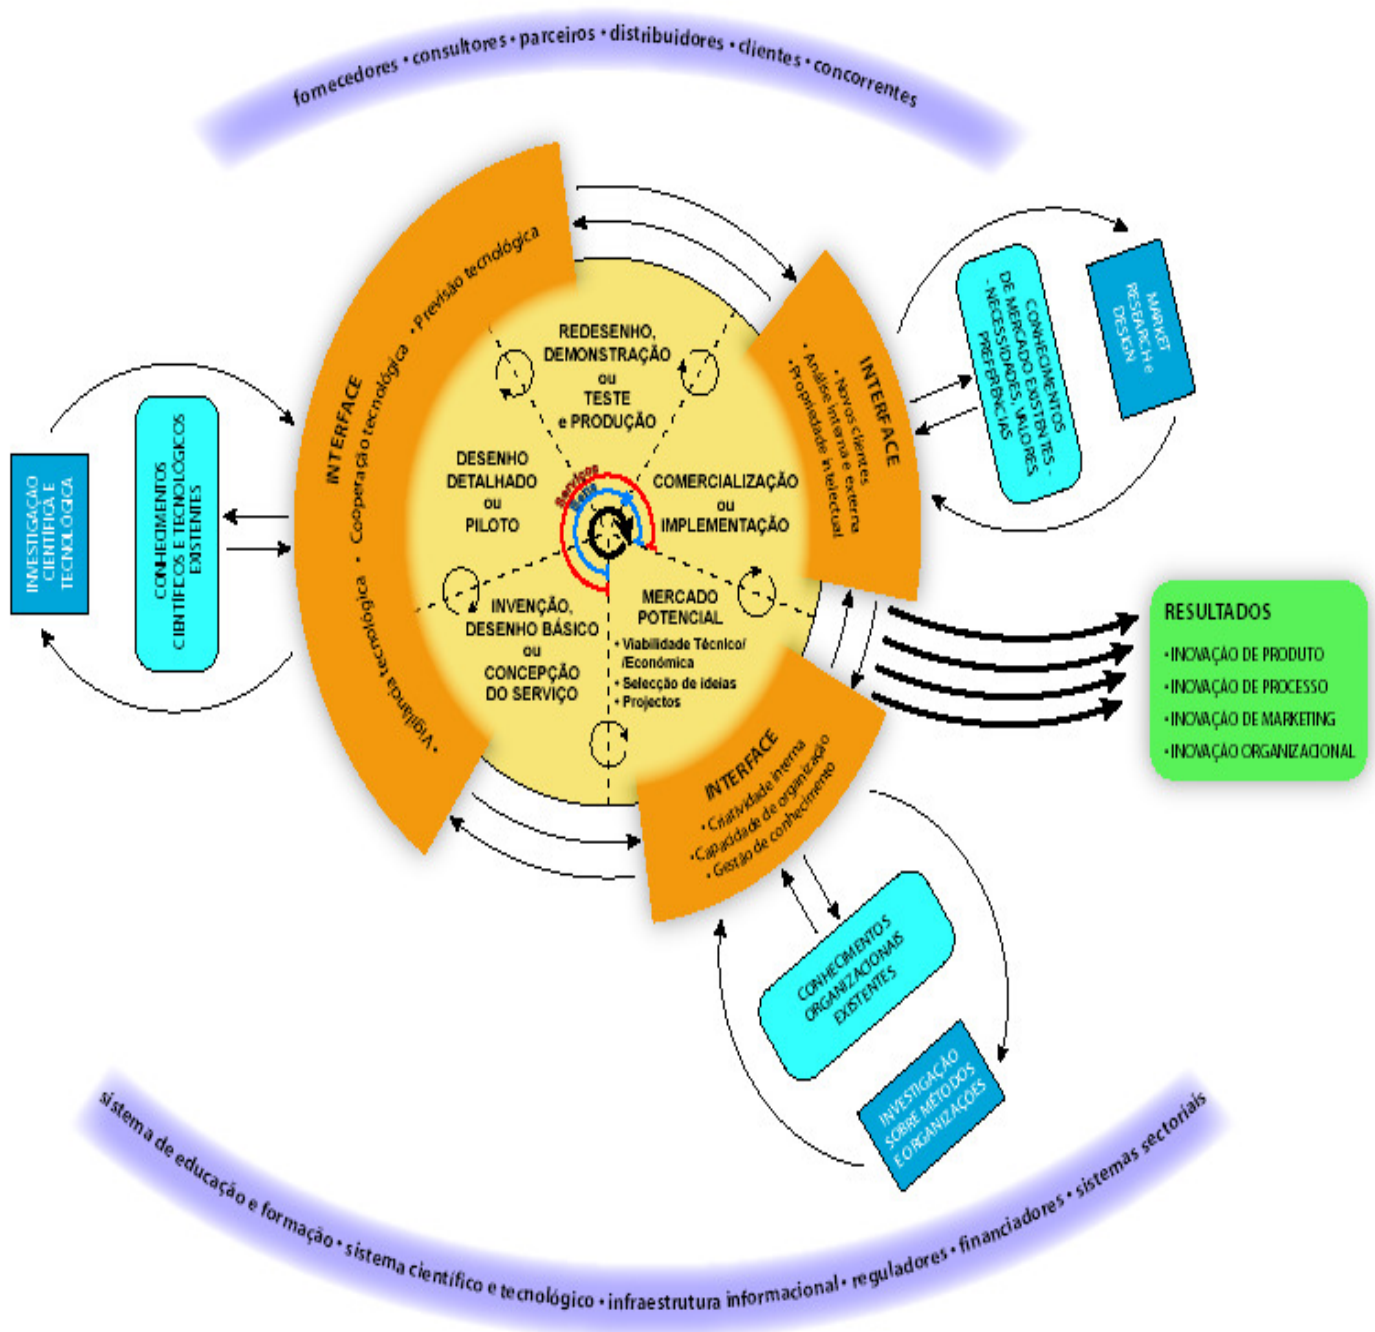 fornecedores • consultores • parceiros • distribuidores • clientes • concorrentes
INTERFACE
• Vigilância tecnológica • Cooperação tecnológica • Previsão tecnológica
REDESENHO,
DEMONSTRAÇÃO
ou
TESTE
e PRODUÇÃO
DESENHO
DETALHADO
ou
PILOTO
Serviços
Bens
COMERCIALIZAÇÃO
ou
IMPLEMENTAÇÃO
INVENÇÃO,
DESENHO BÁSICO
ou
CONCEPÇÃO
DO SERVIÇO
MERCADO
POTENCIAL
• Viabilidade Técnico/
/Económica
• Selecção de ideias
• Projectos
INTERFACE
• Novos clientes
• Análise interna e externa
• Propriedade intelectual
CONHECIMENTOS
DE MERCADO EXISTENTES -
- NECESSIDADES, VALORES,
PREFERÊNCIAS
MARKET
RESEARCH e
DESIGN
INVESTIGAÇÃO
CIENTÍFICA E
TECNOLÓGICA
CONHECIMENTOS
CIENTÍFICOS E TECNOLÓGICOS
EXISTENTES
RESULTADOS
• INOVAÇÃO DE PRODUTO
• INOVAÇÃO DE PROCESSO
• INOVAÇÃO DE MARKETING
• INOVAÇÃO ORGANIZACIONAL
INTERFACE
• Criatividade interna
• Capacidade de organização
• Gestão de conhecimento
CONHECIMENTOS
ORGANIZACIONAIS
EXISTENTES
INVESTIGAÇÃO
SOBRE MÉTODOS
E ORGANIZAÇÕES
sistema de educação e formação • sistema científico e tecnológico • infraestrutura informacional • reguladores • financiadores • sistemas sectoriais